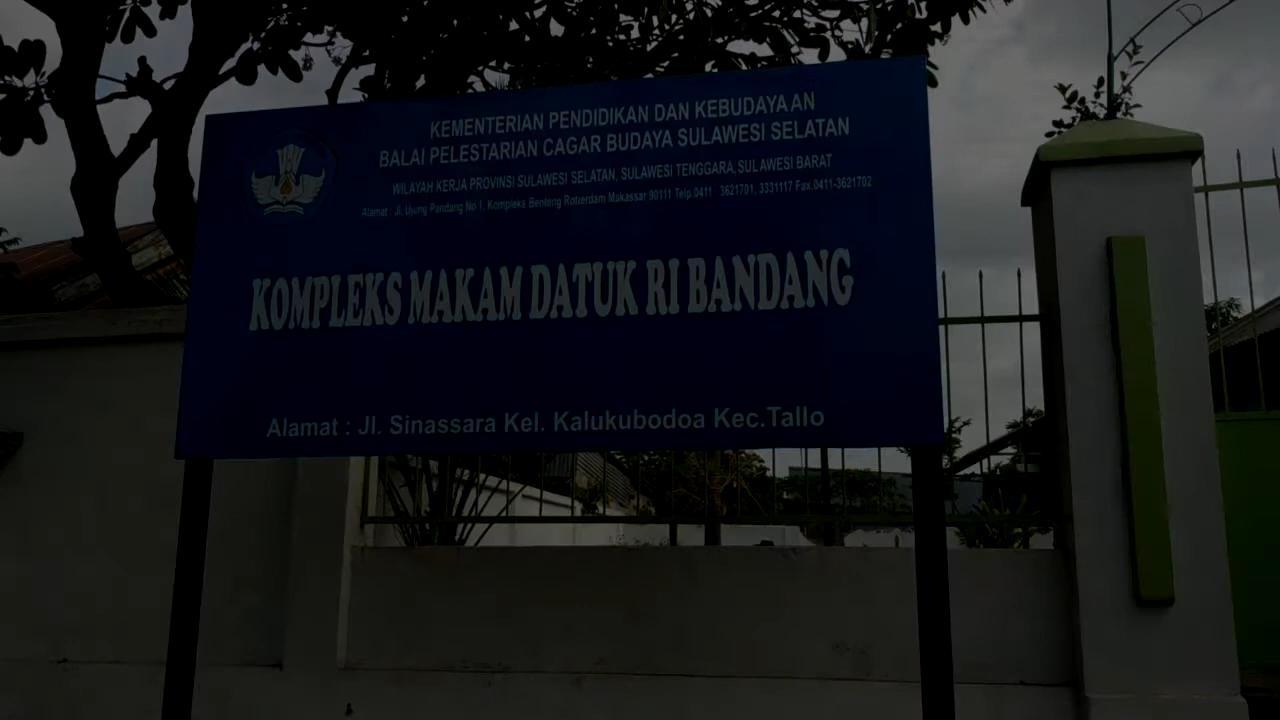 KEMENTERIAN PENDIDIKAN DAN KEBUDAYAAN
BALAI PELESTARIAN CAGAR BUDAYA SULAWESI SELATAN
WILAYAH KERJA PROVINSI SULAWESI SELATAN, SULAWESI TENGGARA, SULAWESI BARAT
Alamat : Jl. Ujung Pandang No 1, Kompleks Benteng Rotterdam Makassar 90111 Telp.0411 3621701, 3331117 Fax.0411-3621702
KOMPLEKS MAKAM DATUK RI BANDANG
Alamat : Jl. Sinassara Kel. Kalukubodoa Kec.Tallo